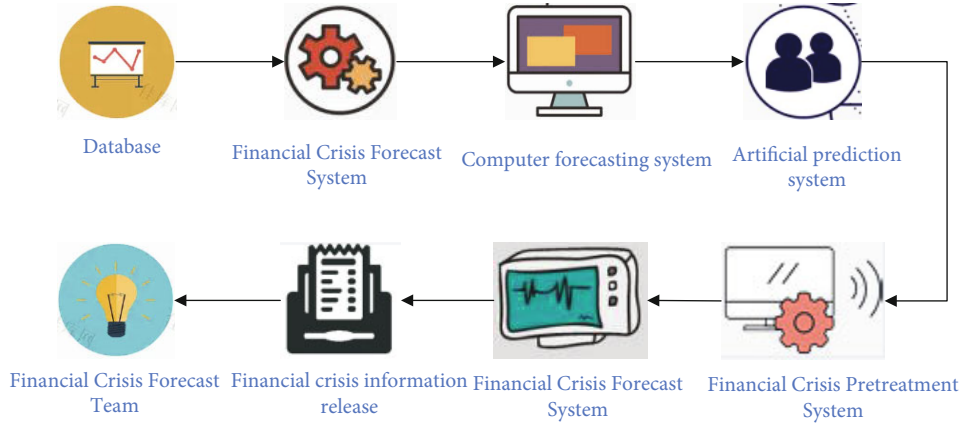 Database
Financial Crisis Forecast
System
Computer forecasting system
Artificial prediction
system
Financial Crisis Forecast
Team
Financial crisis information
release
Financial Crisis Forecast
System
Financial Crisis Pretreatment
System